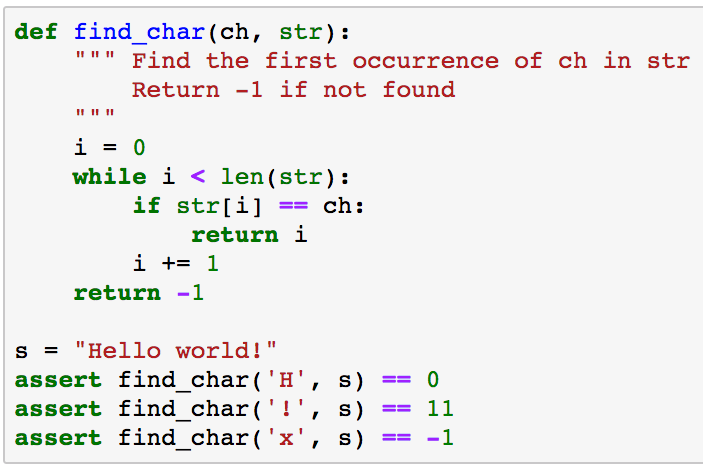 def find_char(ch, str):
    """ Find the first occurrence of ch in str
        Return -1 if not found
    """
    i = 0
    while i < len(str):
        if str[i] == ch:
            return i
        i += 1
    return -1

s = "Hello world!"
assert find_char('H', s) == 0
assert find_char('!', s) == 11
assert find_char('x', s) == -1